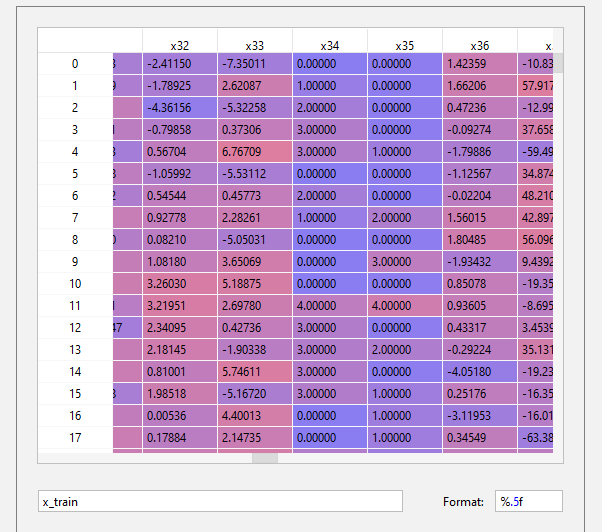 x32 x33 x34 x35 x36 x
0 3 -2.41150 -7.35011 0.00000 0.00000 1.42359 -10.83
1 9 -1.78925 2.62087 1.00000 0.00000 1.66206 57.917
2 -4.36156 -5.32258 2.00000 0.00000 0.47236 -12.99
3 -0.79858 0.37306 3.00000 0.00000 -0.09274 37.658
4 3 0.56704 6.76709 3.00000 1.00000 -1.79886 -59.49
5 3 -1.05992 -5.53112 0.00000 0.00000 -1.12567 34.874
6 2 0.54544 0.45773 2.00000 0.00000 -0.02204 48.210
7 0.92778 2.28261 1.00000 2.00000 1.56015 42.897
8 0 0.08210 -5.05031 0.00000 0.00000 1.80485 56.096
9 1.08180 3.65069 0.00000 3.00000 -1.93432 9.4392
10 3.26030 5.18875 0.00000 0.00000 0.85078 -19.35
11 3.21951 2.69780 4.00000 4.00000 0.93605 -8.695
12 47 2.34095 0.42736 3.00000 0.00000 0.43317 3.4539
13 2.18145 -1.90338 3.00000 2.00000 -0.29224 35.131
14 0.81001 5.74611 3.00000 0.00000 -4.05180 -19.23
15 3 1.98518 -5.16720 3.00000 1.00000 0.25176 -16.35
16 0.00536 4.40013 0.00000 1.00000 -3.11953 -16.01
17 0.17884 2.14735 0.00000 1.00000 0.34549 -63.38
x_train Format: %.5f